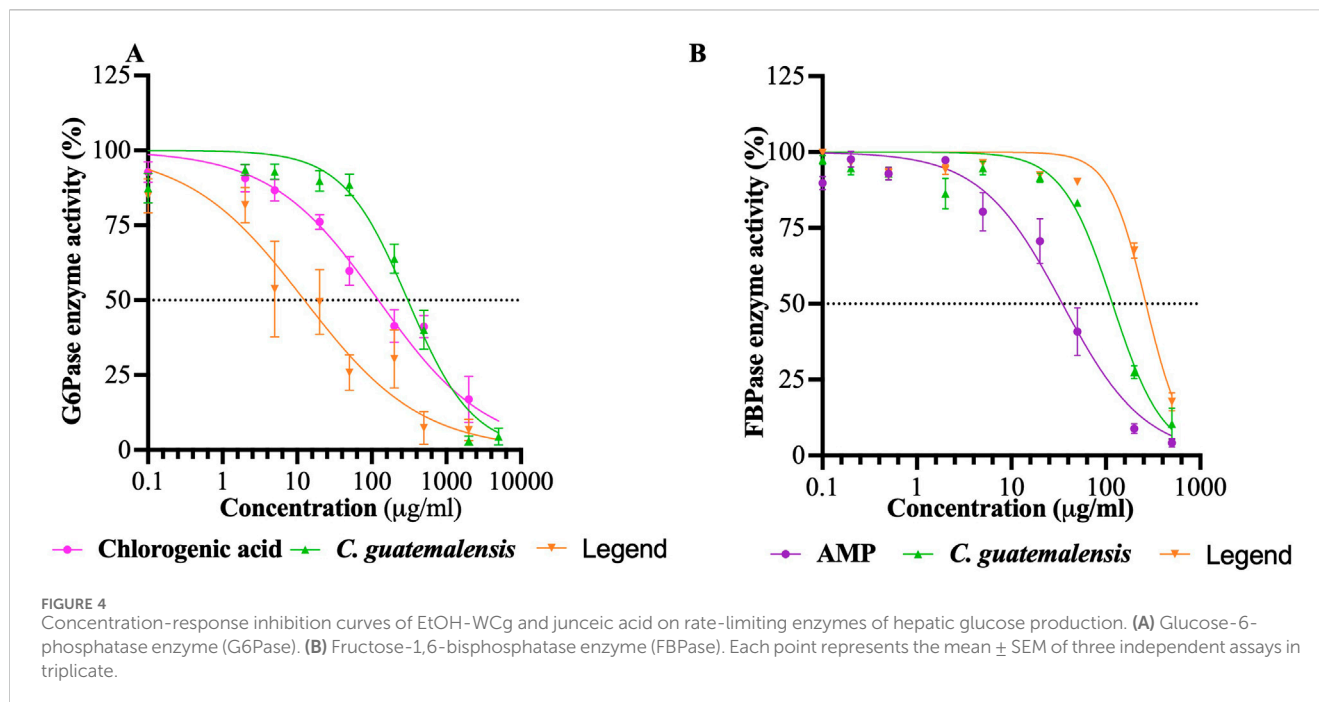 A
125
100
75
50
25
0
G6Pase enzyme activity (%)
0.1 1 10 100 1000 10000
Concentration (µg/ml)
Chlorogenic acid C. guatemalensis Legend
B
125
100
75
50
25
0
FBPase enzyme activity (%)
0.1 1 10 100 1000
Concentration (µg/ml)
AMP C. guatemalensis Legend
FIGURE 4
Concentration-response inhibition curves of EtOH-WCg and junceic acid on rate-limiting enzymes of hepatic glucose production. (A) Glucose-6-
phosphatase enzyme (G6Pase). (B) Fructose-1,6-bisphosphatase enzyme (FBPase). Each point represents the mean ± SEM of three independent assays in
triplicate.